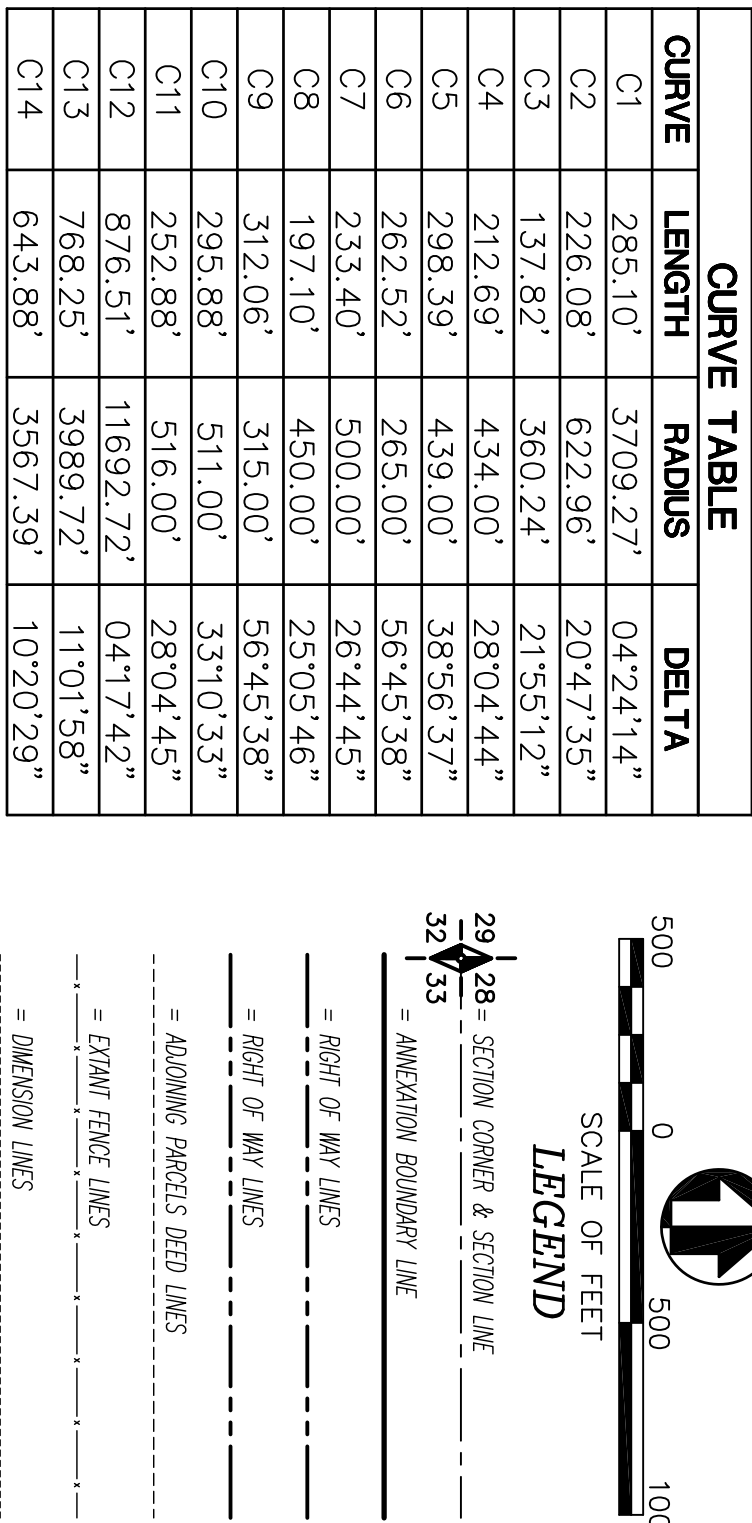 CURVE TABLE
CURVE LENGTH RADIUS DELTA
C1 285.10' 3709.27' 04°24'14"
C2 226.08' 622.96' 20°47'35"
C3 137.82' 360.24' 21°55'12"
C4 212.69' 434.00' 28°04'44"
C5 298.39' 439.00' 38°56'37"
C6 262.52' 265.00' 56°45'38"
C7 233.40' 500.00' 26°44'45"
C8 197.10' 450.00' 25°05'46"
C9 312.06' 315.00' 56°45'38"
C10 295.88' 511.00' 33°10'33"
C11 252.88' 516.00' 28°04'45"
C12 876.51' 11692.72' 04°17'42"
C13 768.25' 3989.72' 11°01'58"
C14 643.88' 3567.39' 10°20'29"
500 0 500
SCALE OF FEET
LEGEND
29 28 = SECTION CORNER & SECTION LINE
32 33
= ANNEXATION BOUNDARY LINE
= RIGHT OF WAY LINES
= RIGHT OF WAY LINES
= ADJOINING PARCELS DEED LINES
= EXTANT FENCE LINES
= DIMENSION LINES